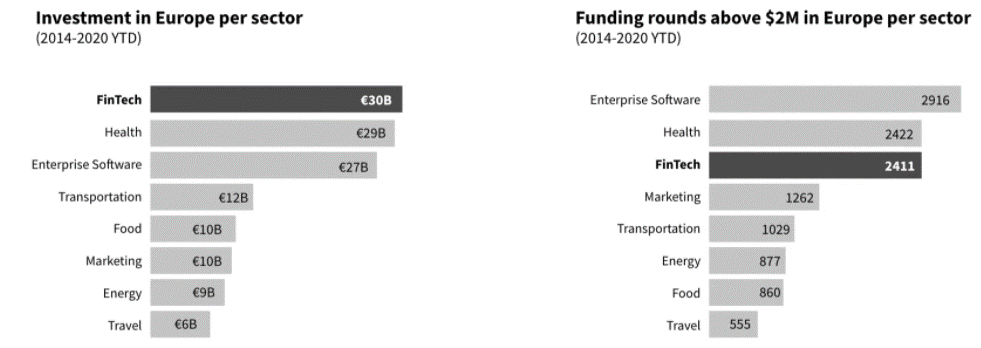 Investment in Europe per sector
(2014-2020 YTD)
FinTech €30B
Health €29B
Enterprise Software €27B
Transportation €12B
Food €10B
Marketing €10B
Energy €9B
Travel €6B
Funding rounds above $2M in Europe per sector
(2014-2020 YTD)
Enterprise Software 2916
Health 2422
FinTech 2411
Marketing 1262
Transportation 1029
Energy 877
Food 860
Travel 555